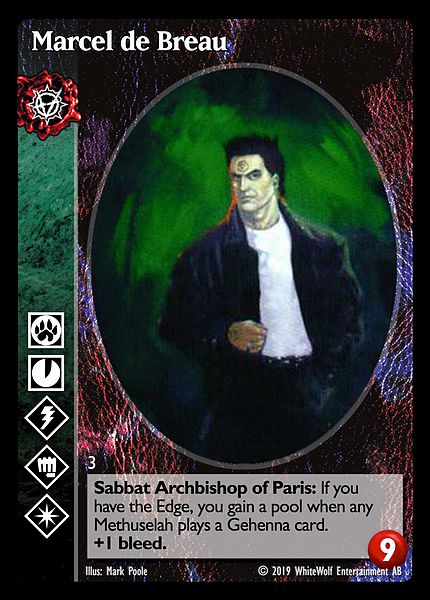 Marcel de Breau
3
Sabbat Archbishop of Paris: If you
have the Edge, you gain a pool when any
Methuselah plays a Gehenna card.
+1 bleed.
9
Illus: Mark Poole © 2019 WhiteWolf Entertainment AB